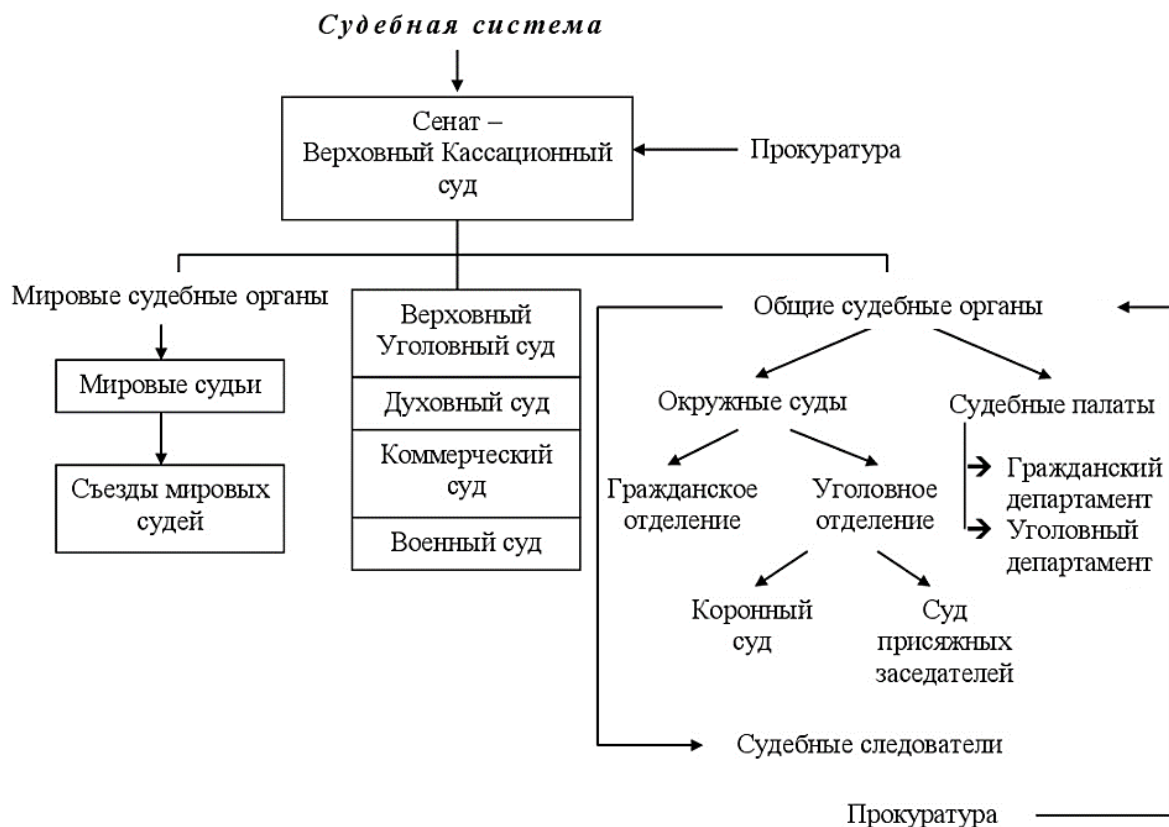 Судебная система
Сенат –
Верховный Кассационный
суд
Прокуратура
Мировые судебные органы
Мировые судьи
Съезды мировых
судей
Верховный
Уголовный суд
Духовный суд
Коммерческий
суд
Военный суд
Общие судебные органы
Окружные суды
Судебные палаты
Гражданское
отделение
Уголовное
отделение
Гражданский
департамент
Уголовный
департамент
Коронный
суд
Суд
присяжных
заседателей
Судебные следователи
Прокуратура